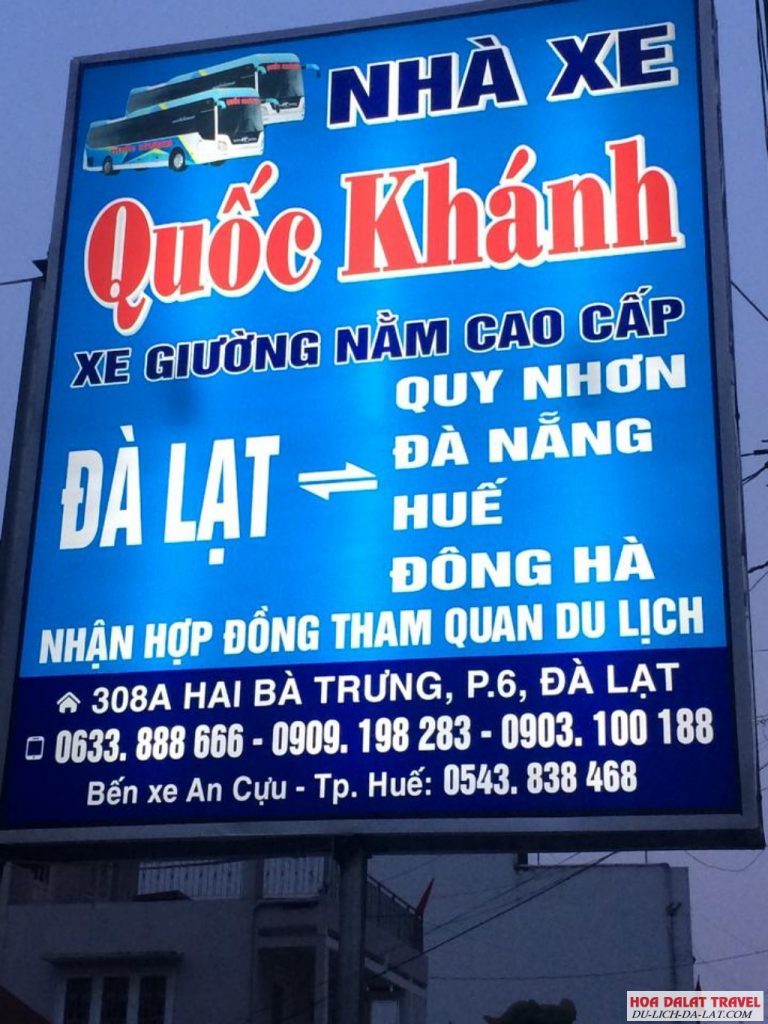 NHÀ XE
Quốc Khánh
XE GIƯỜNG NẰM CAO CẤP
ĐÀ LẠT ⇌
QUY NHƠN
ĐÀ NẴNG
HUẾ
ĐÔNG HÀ
NHẬN HỢP ĐỒNG THAM QUAN DU LỊCH
308A HAI BÀ TRƯNG, P.6, ĐÀ LẠT
0633. 888 666 - 0909. 198 283 - 0903. 100 188
Bến xe An Cựu - Tp. Huế: 0543. 838 468
HOA DALAT TRAVEL
DU-LICH-DA-LAT.COM